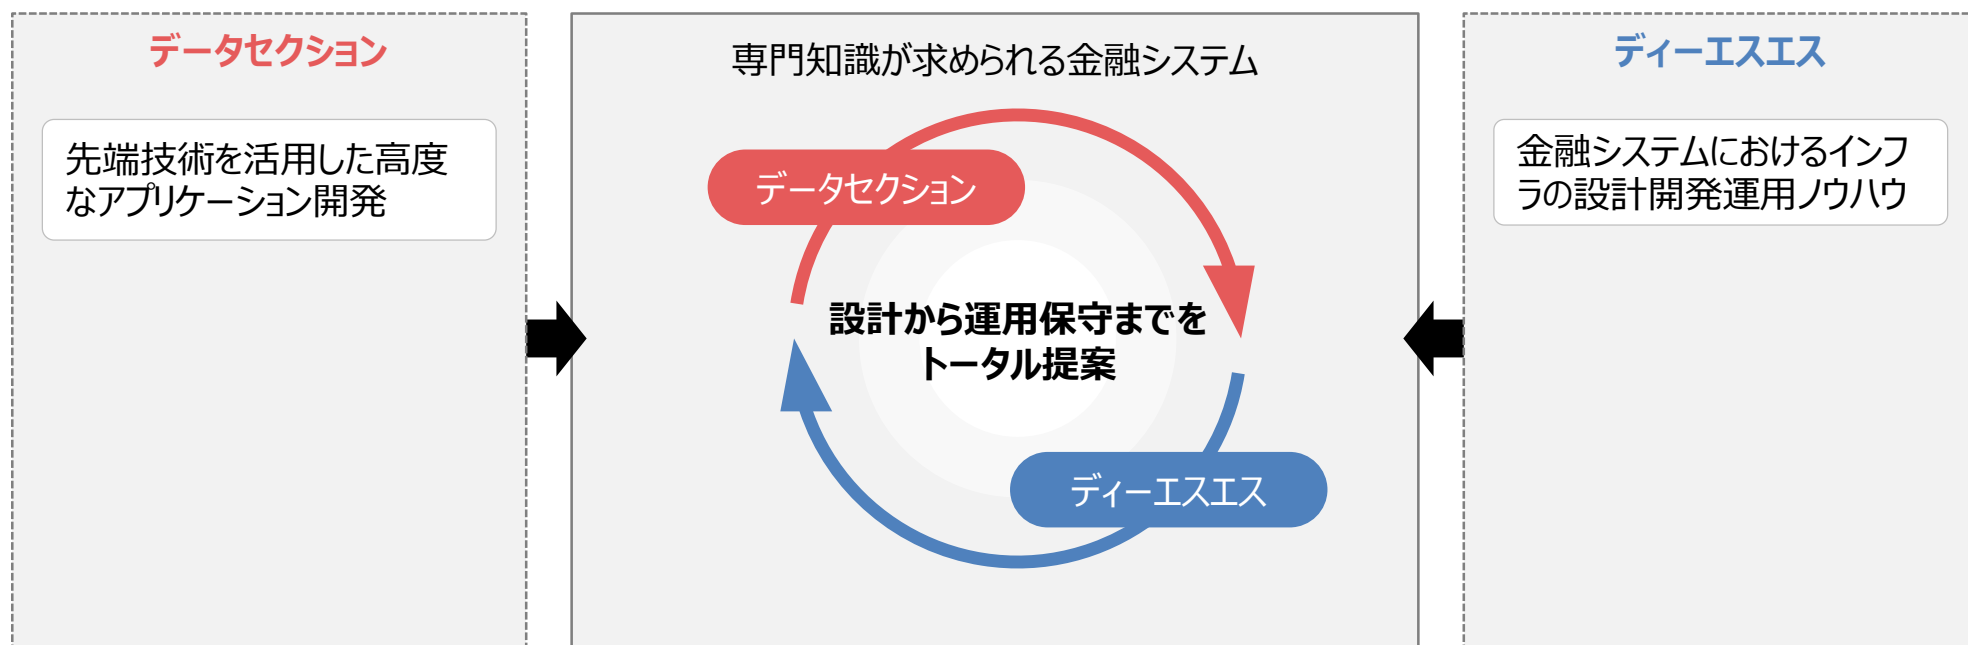 データセクション
先端技術を活用した高度
なアプリケーション開発
専門知識が求められる金融システム
データセクション
設計から運用保守までを
トータル提案
ディーエスエス
ディーエスエス
金融システムにおけるインフ
ラの設計開発運用ノウハウ